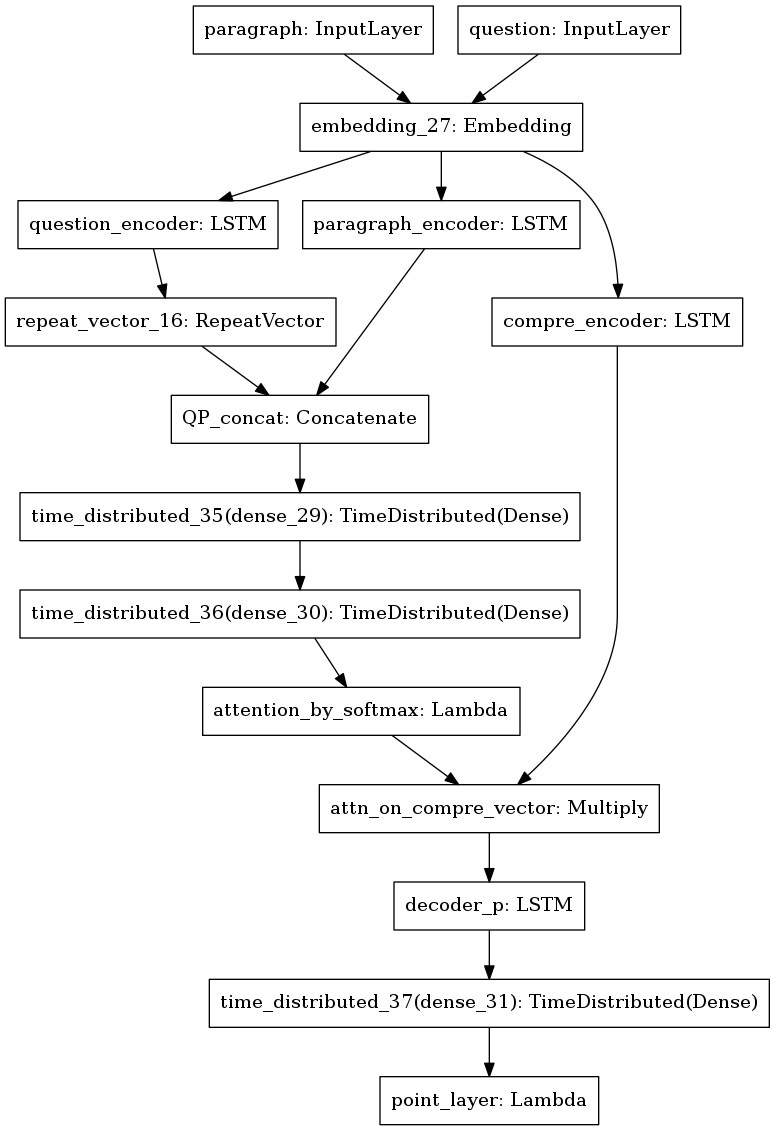 paragraph: InputLayer
question: InputLayer
embedding_27: Embedding
question_encoder: LSTM
paragraph_encoder: LSTM
repeat_vector_16: RepeatVector
compre_encoder: LSTM
QP_concat: Concatenate
time_distributed_35(dense_29): TimeDistributed(Dense)
time_distributed_36(dense_30): TimeDistributed(Dense)
attention_by_softmax: Lambda
attn_on_compre_vector: Multiply
decoder_p: LSTM
time_distributed_37(dense_31): TimeDistributed(Dense)
point_layer: Lambda